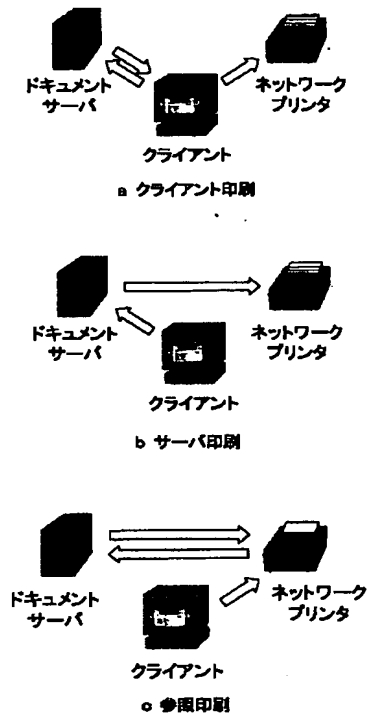 ドキュメント
サーバ
ネットワーク
プリンタ
クライアント
a クライアント印刷
ドキュメント
サーバ
ネットワーク
プリンタ
クライアント
b サーバ印刷
ドキュメント
サーバ
ネットワーク
プリンタ
クライアント
c 参照印刷